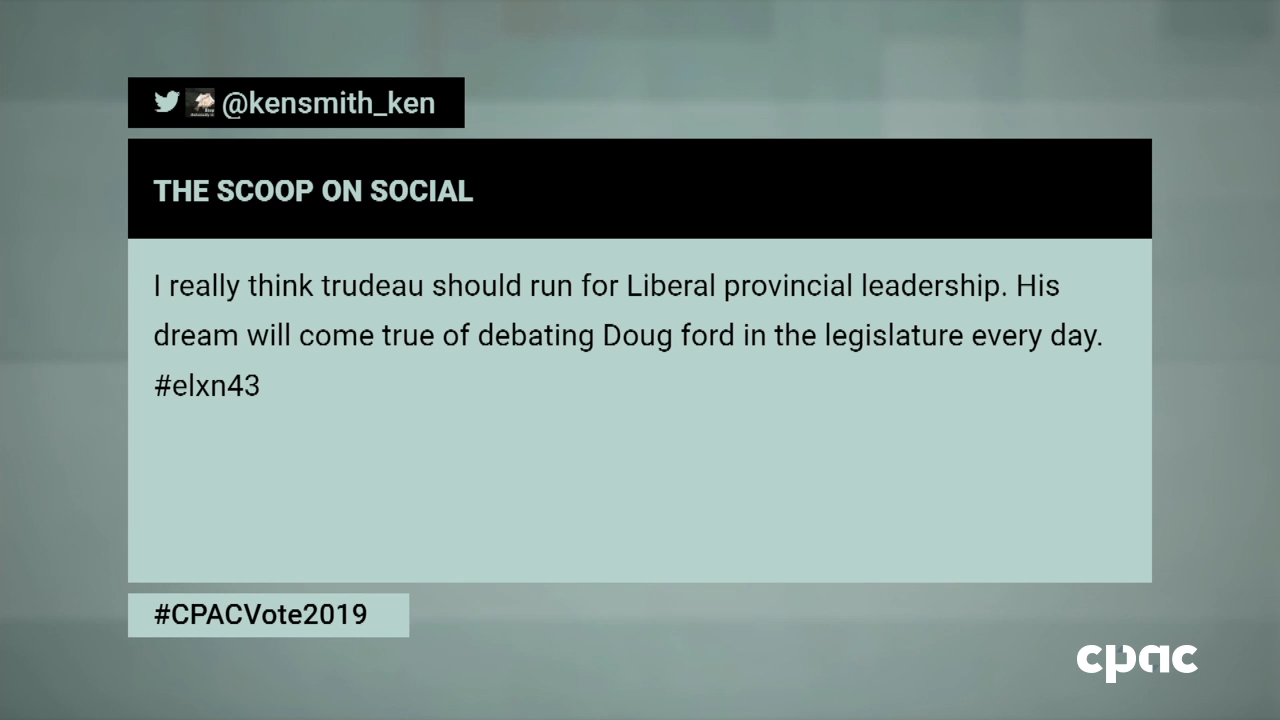 @kensmith_ken
THE SCOOP ON SOCIAL
I really think trudeau should run for Liberal provincial leadership. His
dream will come true of debating Doug ford in the legislature every day.
#elxn43
#CPACVote2019
cpac